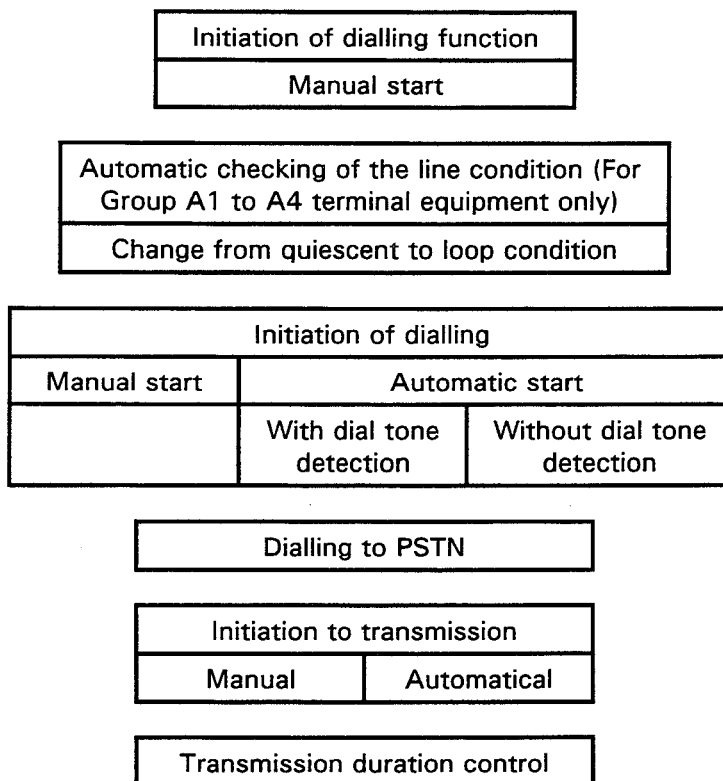 Initiation of dialling function
Manual start
Automatic checking of the line condition (For
Group A1 to A4 terminal equipment only)
Change from quiescent to loop condition
Initiation of dialling
Manual start Automatic start
With dial tone Without dial tone
detection detection
Dialling to PSTN
Initiation to transmission
Manual Automatical
Transmission duration control